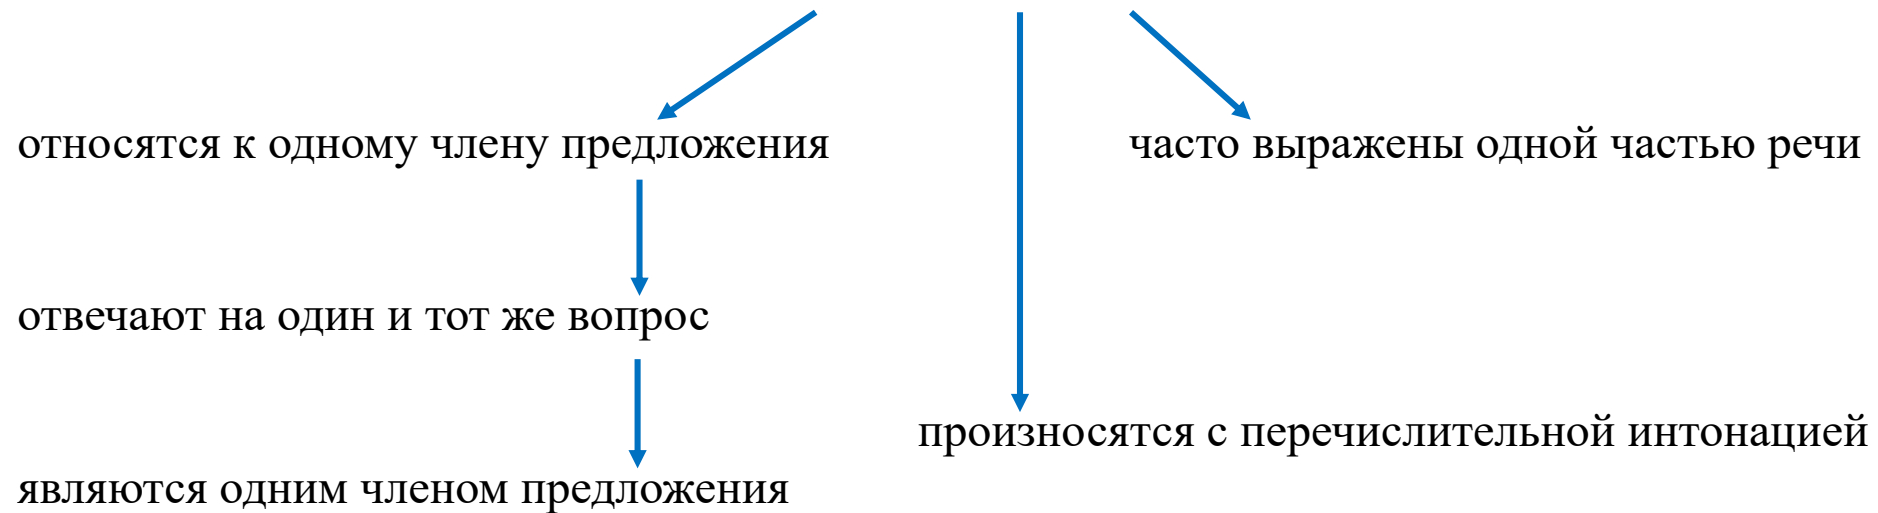 относятся к одному члену предложения
часто выражены одной частью речи
отвечают на один и тот же вопрос
произносятся с перечислительной интонацией
являются одним членом предложения